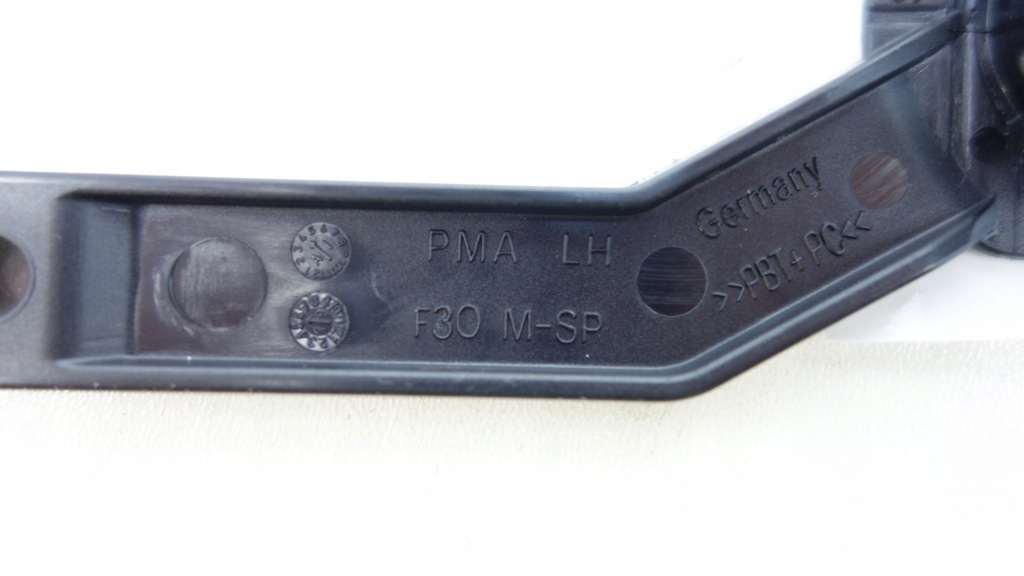 PMA LH
F30 M-SP
Germany
>>PBT+PC<<